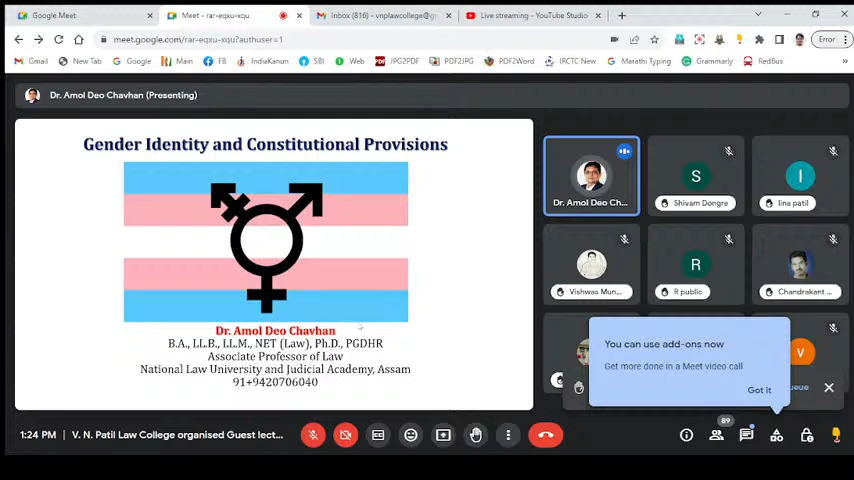 Google Meet
Meet - rar-eqxu-xqu
Inbox (816) - vnplawcollege@g
Live streaming - YouTube Studio
meet.google.com/rar-eqxu-xqu?authuser=1
Error
Gmail
New Tab
Google
Main
FB
IndiaKanun
SBI
Web
JPG2PDF
PDF2JPG
PDF2Word
IRCTC New
Marathi Typing
Grammarly
RedBus
Dr. Amol Deo Chavhan (Presenting)
Gender Identity and Constitutional Provisions
Dr. Amol Deo Chavhan
B.A., LL.B., LL.M., NET (Law), Ph.D., PGDHR
Associate Professor of Law
National Law University and Judicial Academy, Assam
91+9420706040
Dr. Amol Deo Ch...
S
Shivam Dongre
I
lina patil
Vishwas Mun...
R
R public
Chandrakant ...
V
You can use add-ons now
Get more done in a Meet video call
Got it
ueue
89
1:24 PM | V. N. Patil Law College organised Guest lect...